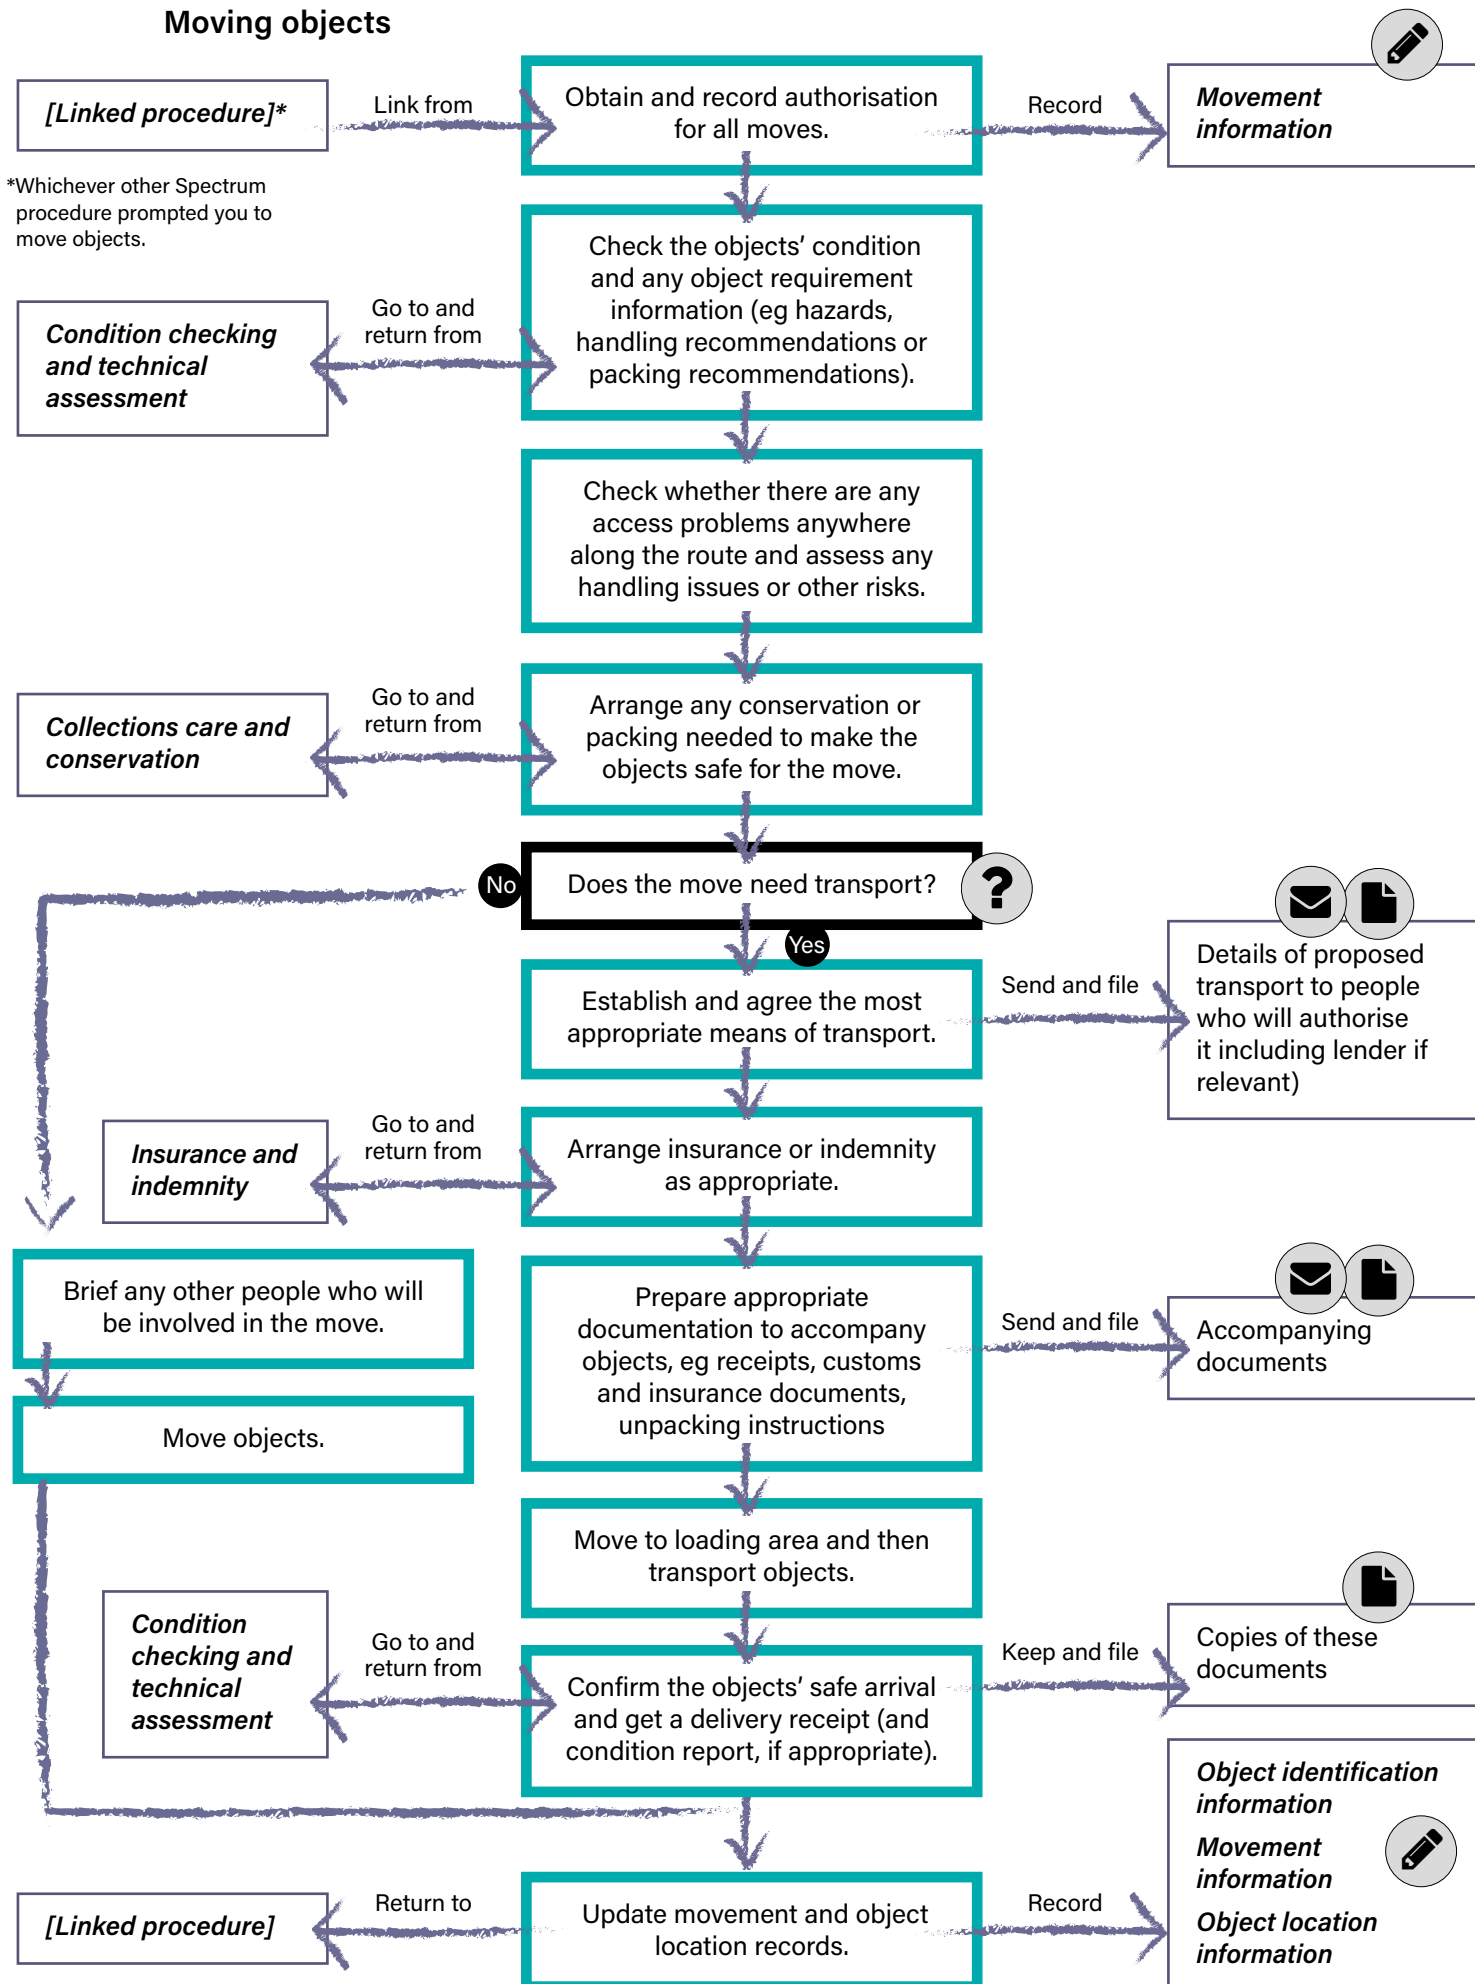 Moving objects
[Linked procedure]*
Link from
Obtain and record authorisation
for all moves.
Record
Movement
information
*Whichever other Spectrum
procedure prompted you to
move objects.
Condition checking
and technical
assessment
Go to and
return from
Check the objects’ condition
and any object requirement
information (eg hazards,
handling recommendations or
packing recommendations).
Check whether there are any
access problems anywhere
along the route and assess any
handling issues or other risks.
Collections care and
conservation
Go to and
return from
Arrange any conservation or
packing needed to make the
objects safe for the move.
No
Does the move need transport?
?
Yes
Establish and agree the most
appropriate means of transport.
Send and file
Details of proposed
transport to people
who will authorise
it including lender if
relevant)
Insurance and
indemnity
Go to and
return from
Arrange insurance or indemnity
as appropriate.
Brief any other people who will
be involved in the move.
Move objects.
Prepare appropriate
documentation to accompany
objects, eg receipts, customs
and insurance documents,
unpacking instructions
Send and file
Accompanying
documents
Move to loading area and then
transport objects.
Condition
checking and
technical
assessment
Go to and
return from
Confirm the objects’ safe arrival
and get a delivery receipt (and
condition report, if appropriate).
Keep and file
Copies of these
documents
[Linked procedure]
Return to
Update movement and object
location records.
Record
Object identification
information
Movement
information
Object location
information